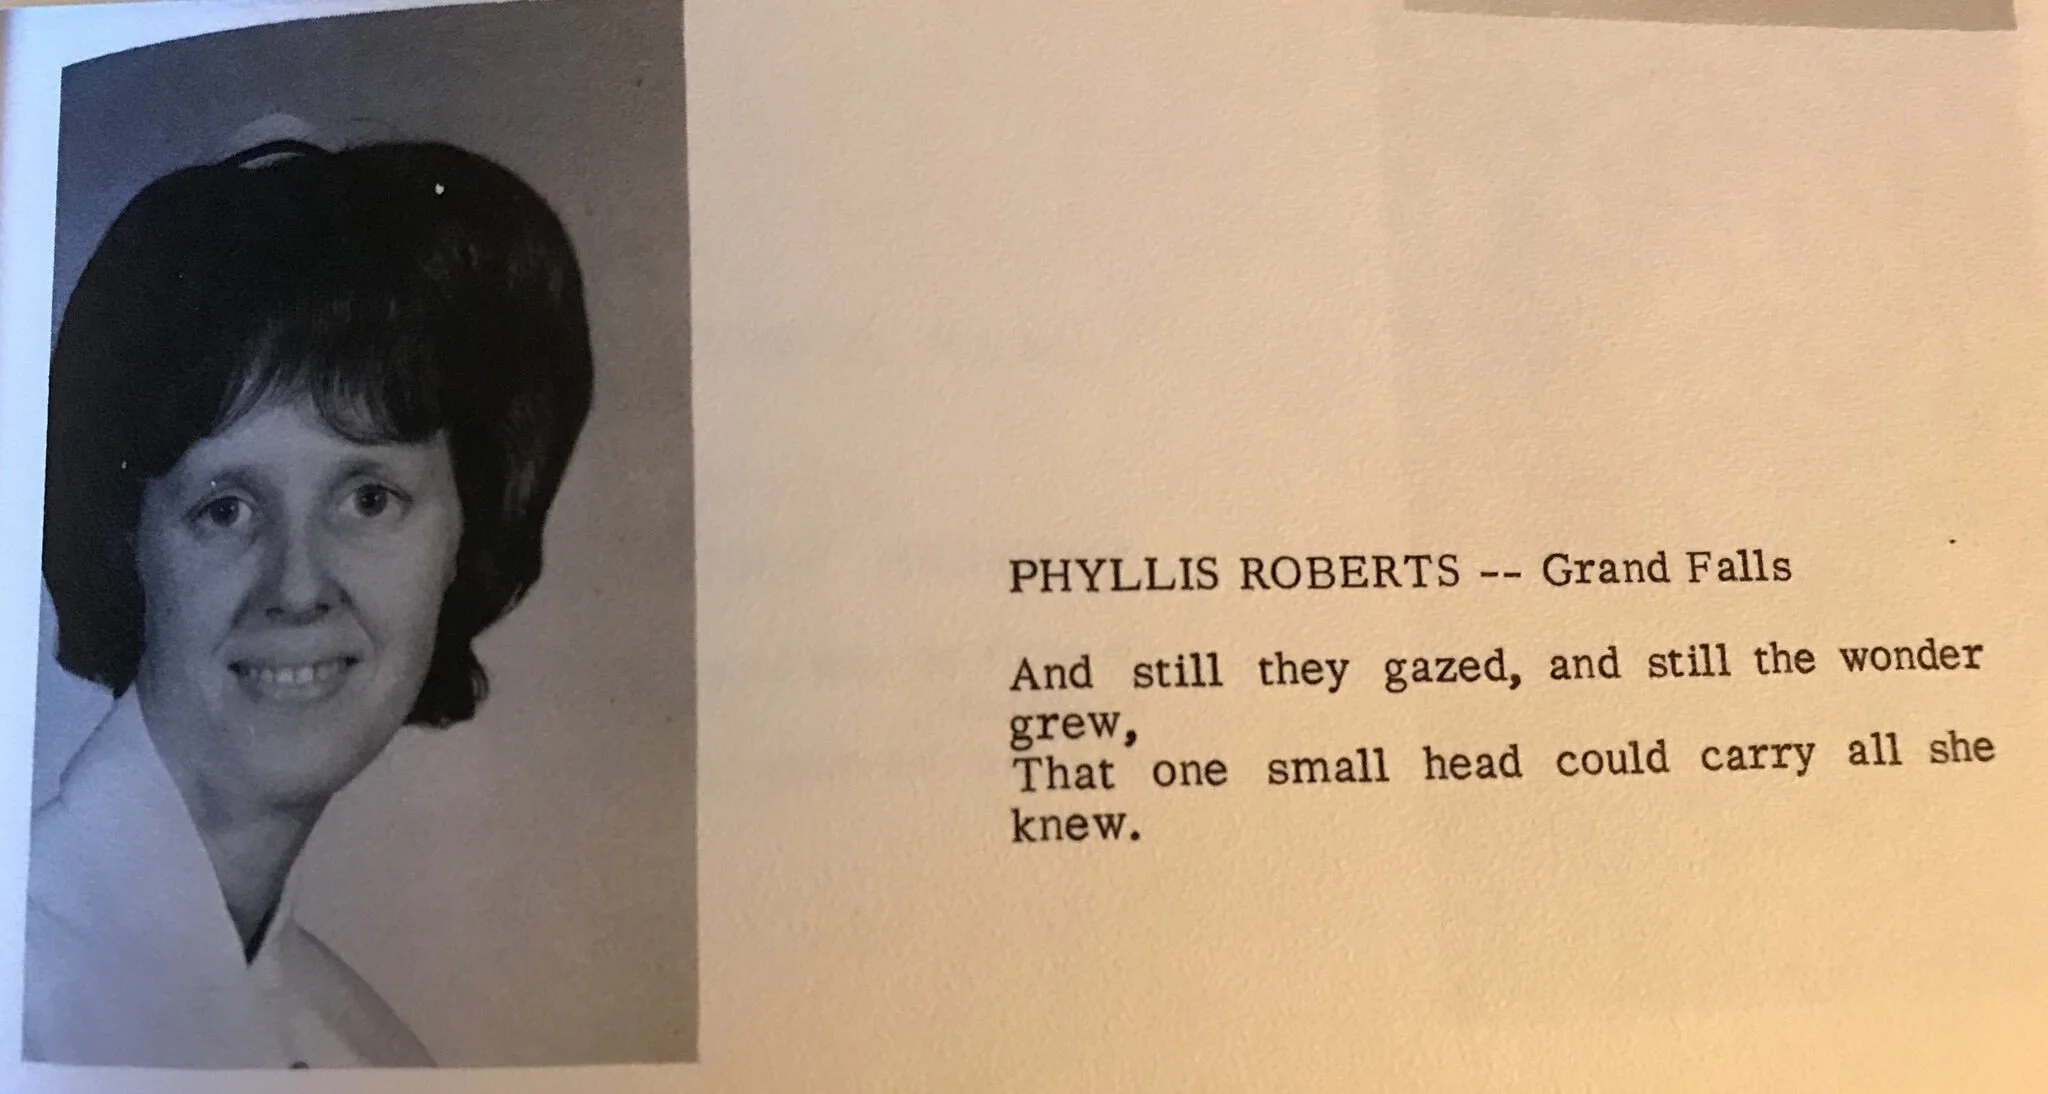 PHYLLIS ROBERTS -- Grand Falls
And still they gazed, and still the wonder
grew,
That one small head could carry all she
knew.